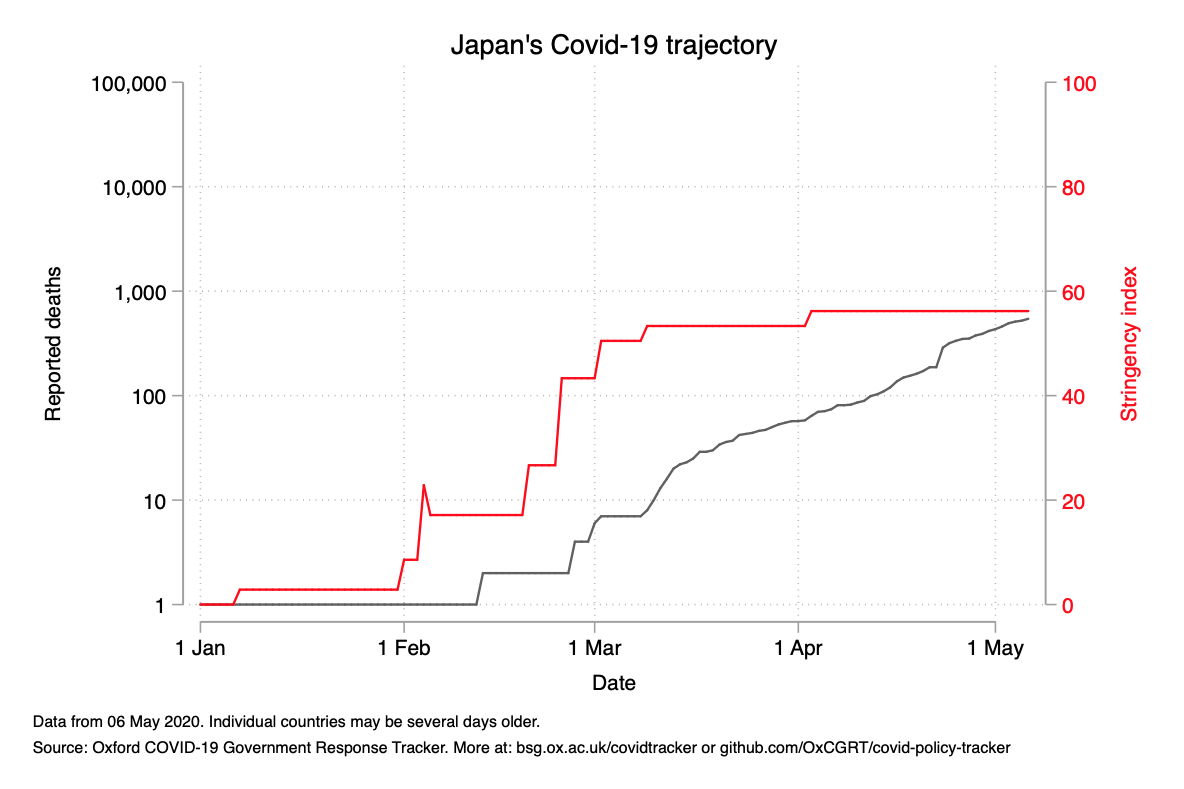 Japan's Covid-19 trajectory
100,000
10,000
1,000
100
10
1
Reported deaths
100
80
60
40
20
0
Stringency index
1 Jan
1 Feb
1 Mar
1 Apr
1 May
Date
Data from 06 May 2020. Individual countries may be several days older.
Source: Oxford COVID-19 Government Response Tracker. More at: bsg.ox.ac.uk/covidtracker or github.com/OxCGRT/covid-policy-tracker